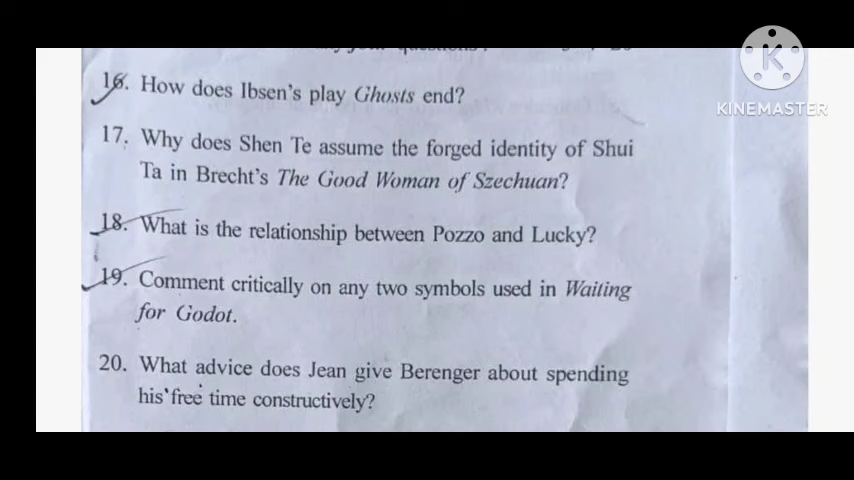 16. How does Ibsen's play Ghosts end?
17. Why does Shen Te assume the forged identity of Shui
Ta in Brecht's The Good Woman of Szechuan?
18. What is the relationship between Pozzo and Lucky?
19. Comment critically on any two symbols used in Waiting
for Godot.
20. What advice does Jean give Berenger about spending
his free time constructively?
K
KINEMASTER